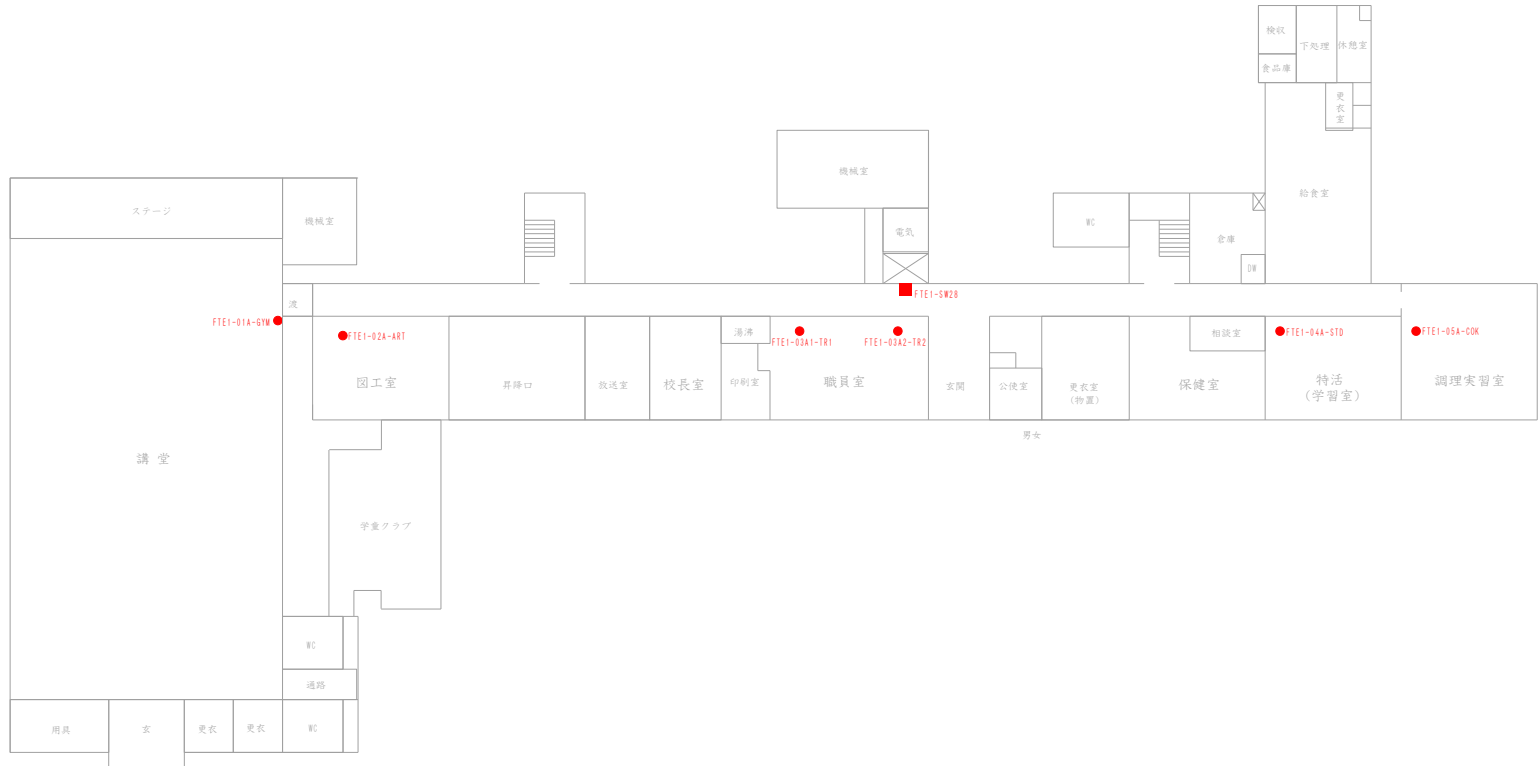 検収
下処理
休憩室
食品庫
更衣室
機械室
給食室
ステージ
機械室
電気
WC
倉庫
DW
渡
FTE1-SW28
FTE1-01A-GYM
FTE1-02A-ART
湯沸
FTE1-03A1-TR1
FTE1-03A2-TR2
相談室
FTE1-04A-STD
FTE1-05A-COK
図工室
昇降口
放送室
校長室
印刷室
職員室
玄関
公使室
更衣室
(物置)
保健室
特活
(学習室)
調理実習室
男女
講 堂
学童クラブ
WC
通路
用具
玄
更衣
更衣
WC